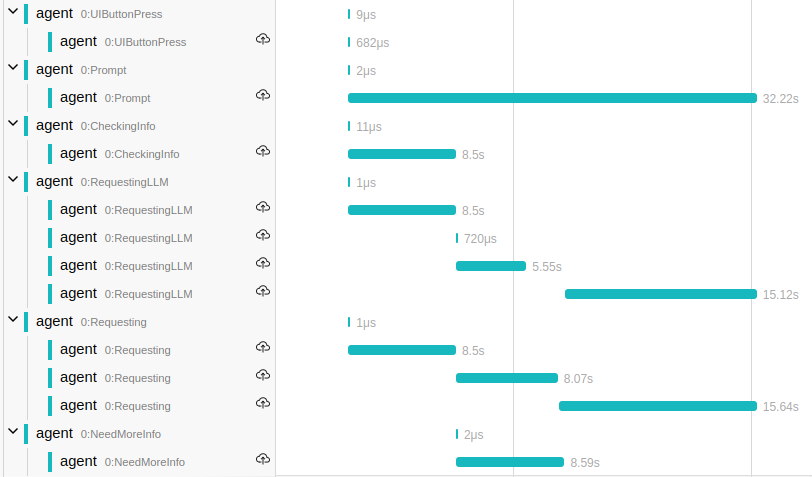 agent 0:UIButtonPress 9μs
agent 0:UIButtonPress 682μs
agent 0:Prompt 2μs
agent 0:Prompt 32.22s
agent 0:CheckingInfo 11μs
agent 0:CheckingInfo 8.5s
agent 0:RequestingLLM 1μs
agent 0:RequestingLLM 8.5s
agent 0:RequestingLLM 720μs
agent 0:RequestingLLM 5.55s
agent 0:RequestingLLM 15.12s
agent 0:Requesting 1μs
agent 0:Requesting 8.5s
agent 0:Requesting 8.07s
agent 0:Requesting 15.64s
agent 0:NeedMoreInfo 2μs
agent 0:NeedMoreInfo 8.59s